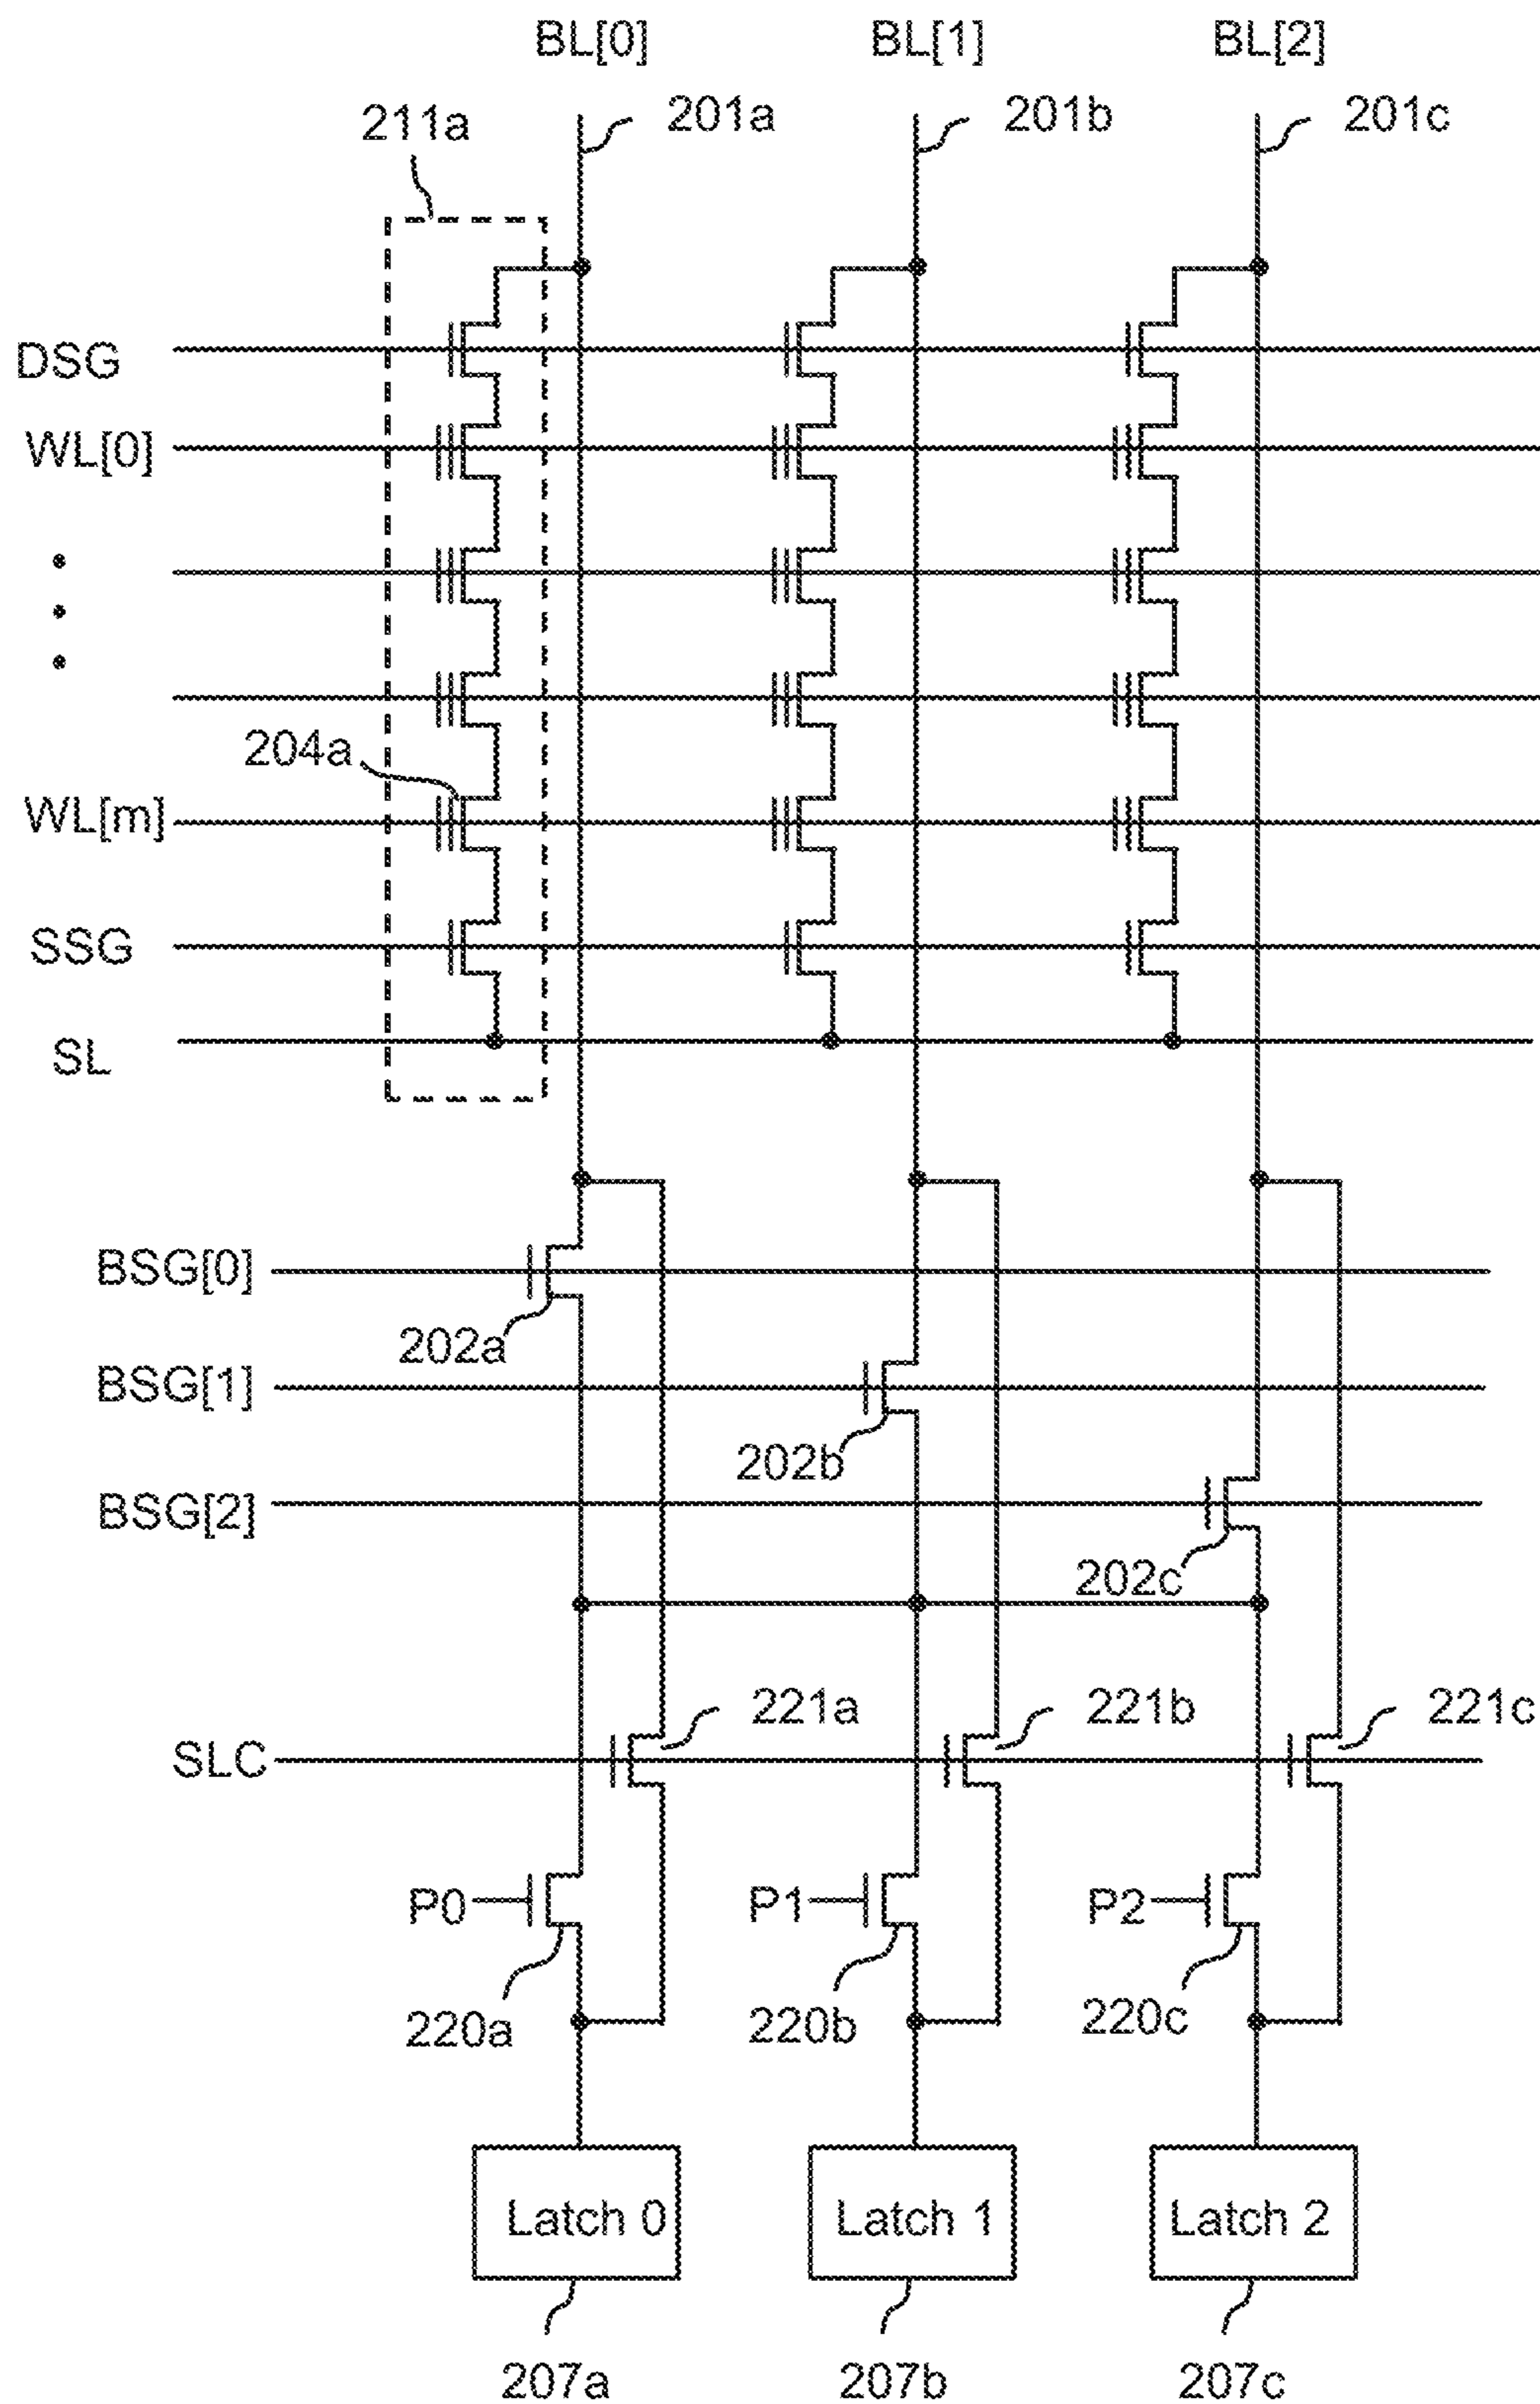 BL[0] BL[1] BL[2]
211a 201a 201b 201c
DSG
WL[0]
204a
WL[m]
SSG
SL
BSG[0]
202a
BSG[1]
202b
BSG[2]
202c
221a 221b 221c
SLC
P0 P1 P2
220a 220b 220c
Latch 0 Latch 1 Latch 2
207a 207b 207c